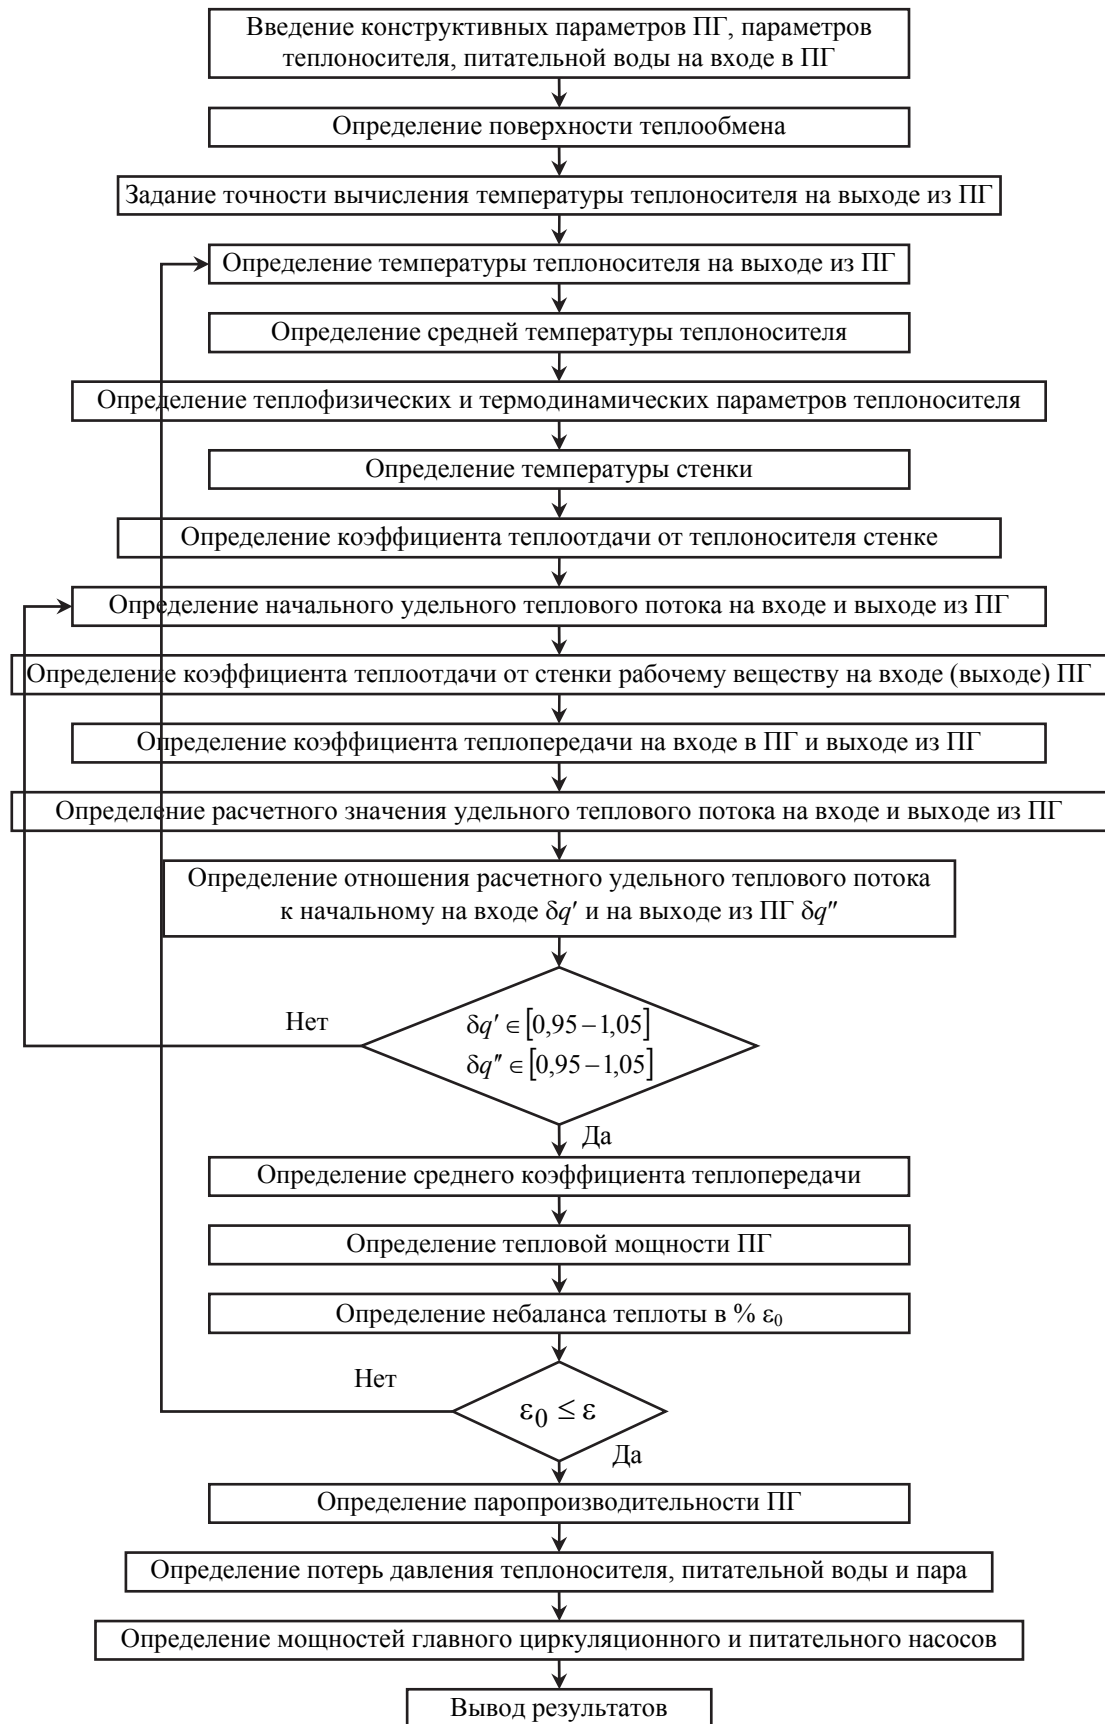 Введение конструктивных параметров ПГ, параметров
теплоносителя, питательной воды на входе в ПГ
Определение поверхности теплообмена
Задание точности вычисления температуры теплоносителя на выходе из ПГ
Определение температуры теплоносителя на выходе из ПГ
Определение средней температуры теплоносителя
Определение теплофизических и термодинамических параметров теплоносителя
Определение температуры стенки
Определение коэффициента теплоотдачи от теплоносителя стенке
Определение начального удельного теплового потока на входе и выходе из ПГ
Определение коэффициента теплоотдачи от стенки рабочему веществу на входе (выходе) ПГ
Определение коэффициента теплопередачи на входе в ПГ и выходе из ПГ
Определение расчетного значения удельного теплового потока на входе и выходе из ПГ
Определение отношения расчетного удельного теплового потока
к начальному на входе δq′ и на выходе из ПГ δq″
Нет
δq′ ∈ [0,95 – 1,05]
δq″ ∈ [0,95 – 1,05]
Да
Определение среднего коэффициента теплопередачи
Определение тепловой мощности ПГ
Определение небаланса теплоты в % ε₀
Нет
ε₀ ≤ ε
Да
Определение паропроизводительности ПГ
Определение потерь давления теплоносителя, питательной воды и пара
Определение мощностей главного циркуляционного и питательного насосов
Вывод результатов